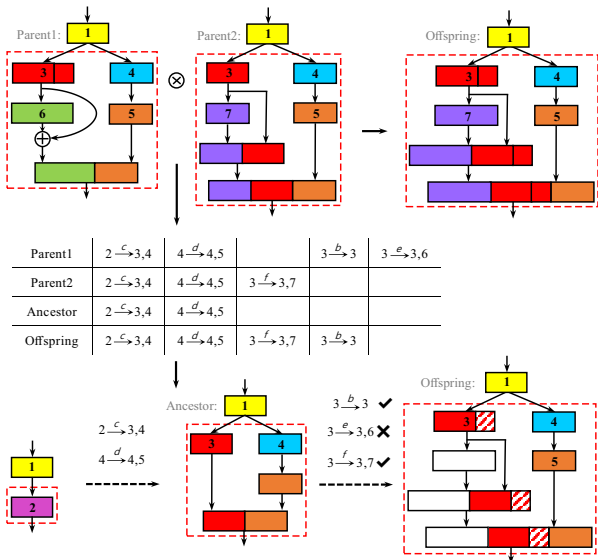 Parent1:
1
3
4
6
5
Parent2:
1
3
4
7
5
Offspring:
1
3
4
7
5
Parent1 2 —c→ 3,4 4 —d→ 4,5 3 —b→ 3 3 —e→ 3,6
Parent2 2 —c→ 3,4 4 —d→ 4,5 3 —f→ 3,7
Ancestor 2 —c→ 3,4 4 —d→ 4,5
Offspring 2 —c→ 3,4 4 —d→ 4,5 3 —f→ 3,7 3 —b→ 3
1
2
2 —c→ 3,4
4 —d→ 4,5
Ancestor:
1
3
4
3 —b→ 3 ✔
3 —e→ 3,6 ✖
3 —f→ 3,7 ✔
Offspring:
1
3
4
5